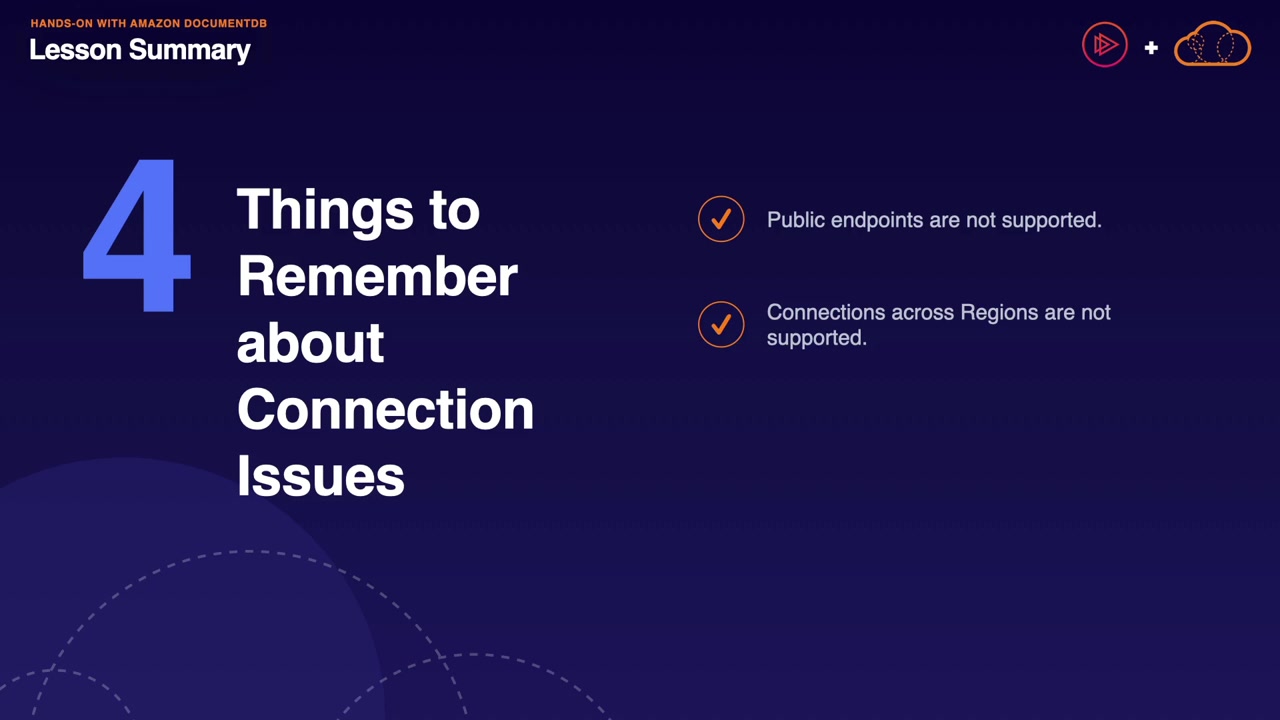 HANDS-ON WITH AMAZON DOCUMENTDB
Lesson Summary
+
4
Things to
Remember
about
Connection
Issues
Public endpoints are not supported.
Connections across Regions are not
supported.